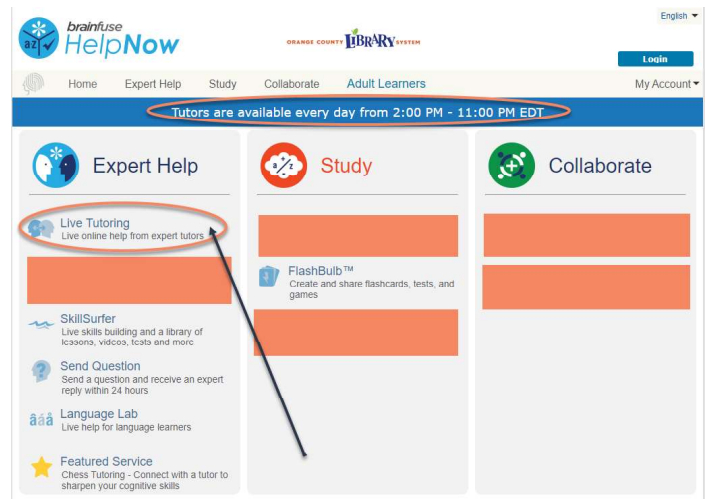 English
brainfuse
HelpNow
ORANGE COUNTY LIBRARY SYSTEM
Login
Home Expert Help Study Collaborate Adult Learners My Account
Tutors are available every day from 2:00 PM - 11:00 PM EDT
Expert Help
Live Tutoring
Live online help from expert tutors
SkillSurfer
Live skills building and a library of
lessons, videos, tests and more
Send Question
Send a question and receive an expert
reply within 24 hours
Language Lab
Live help for language learners
Featured Service
Chess Tutoring - Connect with a tutor to
sharpen your cognitive skills
Study
FlashBulb™
Create and share flashcards, tests, and
games
Collaborate